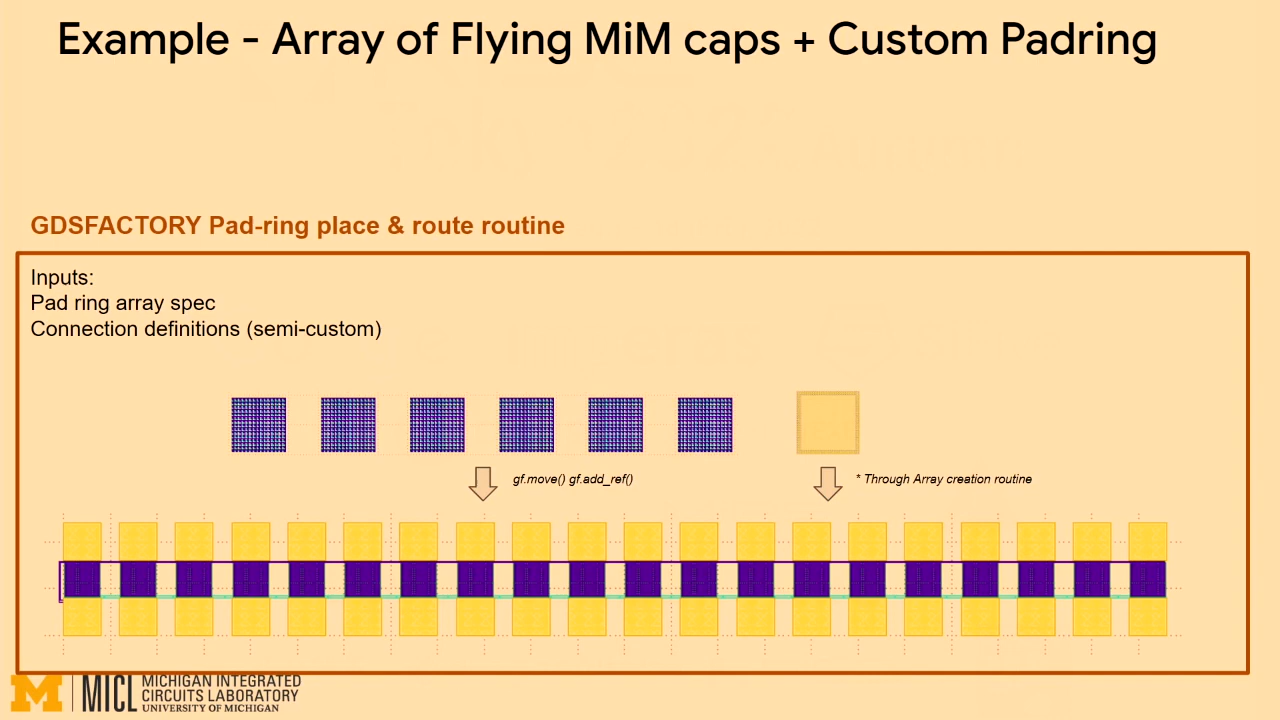 Example - Array of Flying MiM caps + Custom Padring
GDSFACTORY Pad-ring place & route routine
Inputs:
Pad ring array spec
Connection definitions (semi-custom)
gf.move() gf.add_ref()
* Through Array creation routine
M
MICL
MICHIGAN INTEGRATED
CIRCUITS LABORATORY
UNIVERSITY OF MICHIGAN